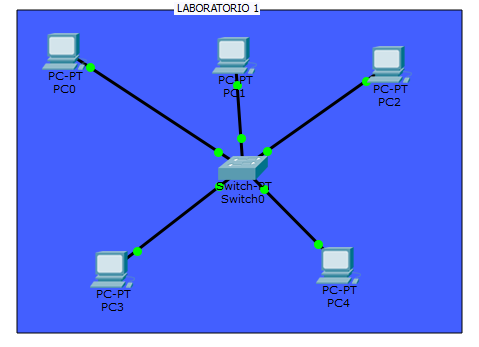 LABORATORIO 1
PC-PT
PC0
PC-PT
PC1
PC-PT
PC2
Switch-PT
Switch0
PC-PT
PC3
PC-PT
PC4